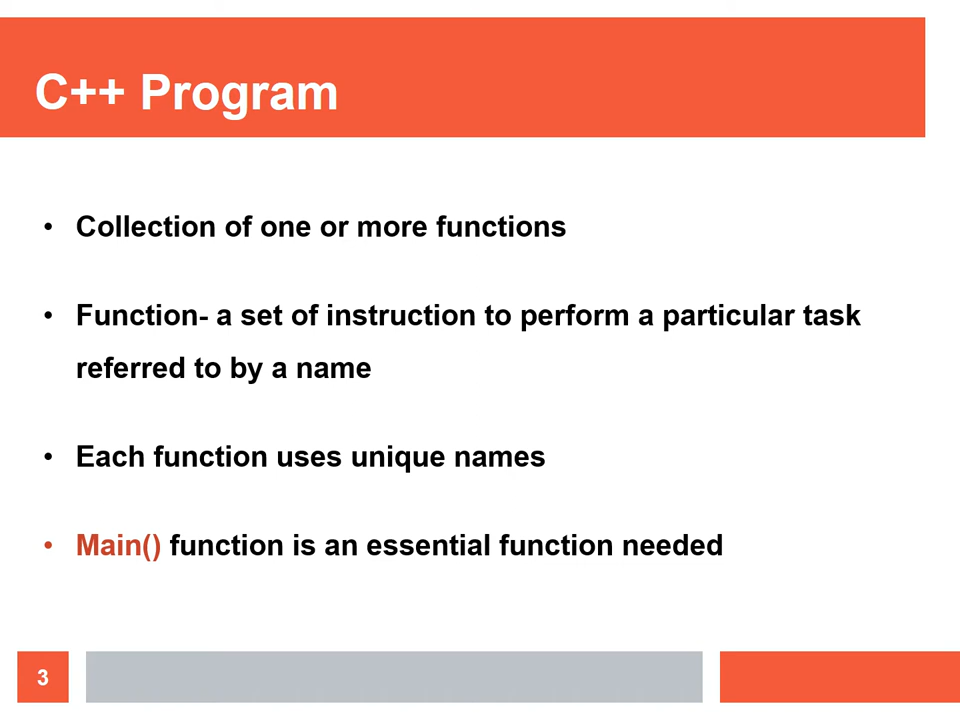 C++ Program
• Collection of one or more functions
• Function- a set of instruction to perform a particular task
referred to by a name
• Each function uses unique names
• Main() function is an essential function needed
3